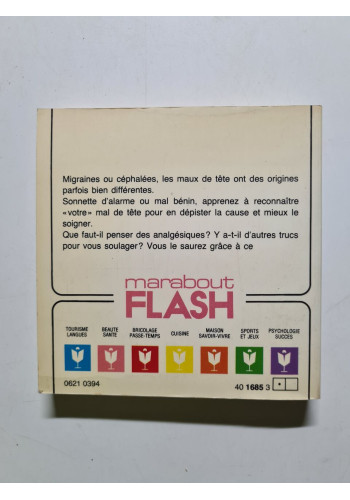 Migraines ou céphalées, les maux de tête ont des origines
parfois bien différentes.
Sonnette d'alarme ou mal bénin, apprenez à reconnaître
«votre» mal de tête pour en dépister la cause et mieux le
soigner.
Que faut-il penser des analgésiques? Y a-t-il d'autres trucs
pour vous soulager? Vous le saurez grâce à ce
marabout
FLASH
TOURISME
LANGUES
BEAUTE
SANTE
BRICOLAGE
PASSE-TEMPS
CUISINE
MAISON
SAVOIR-VIVRE
SPORTS
ET JEUX
PSYCHOLOGIE
SUCCES
0621 0394
40 1685 3